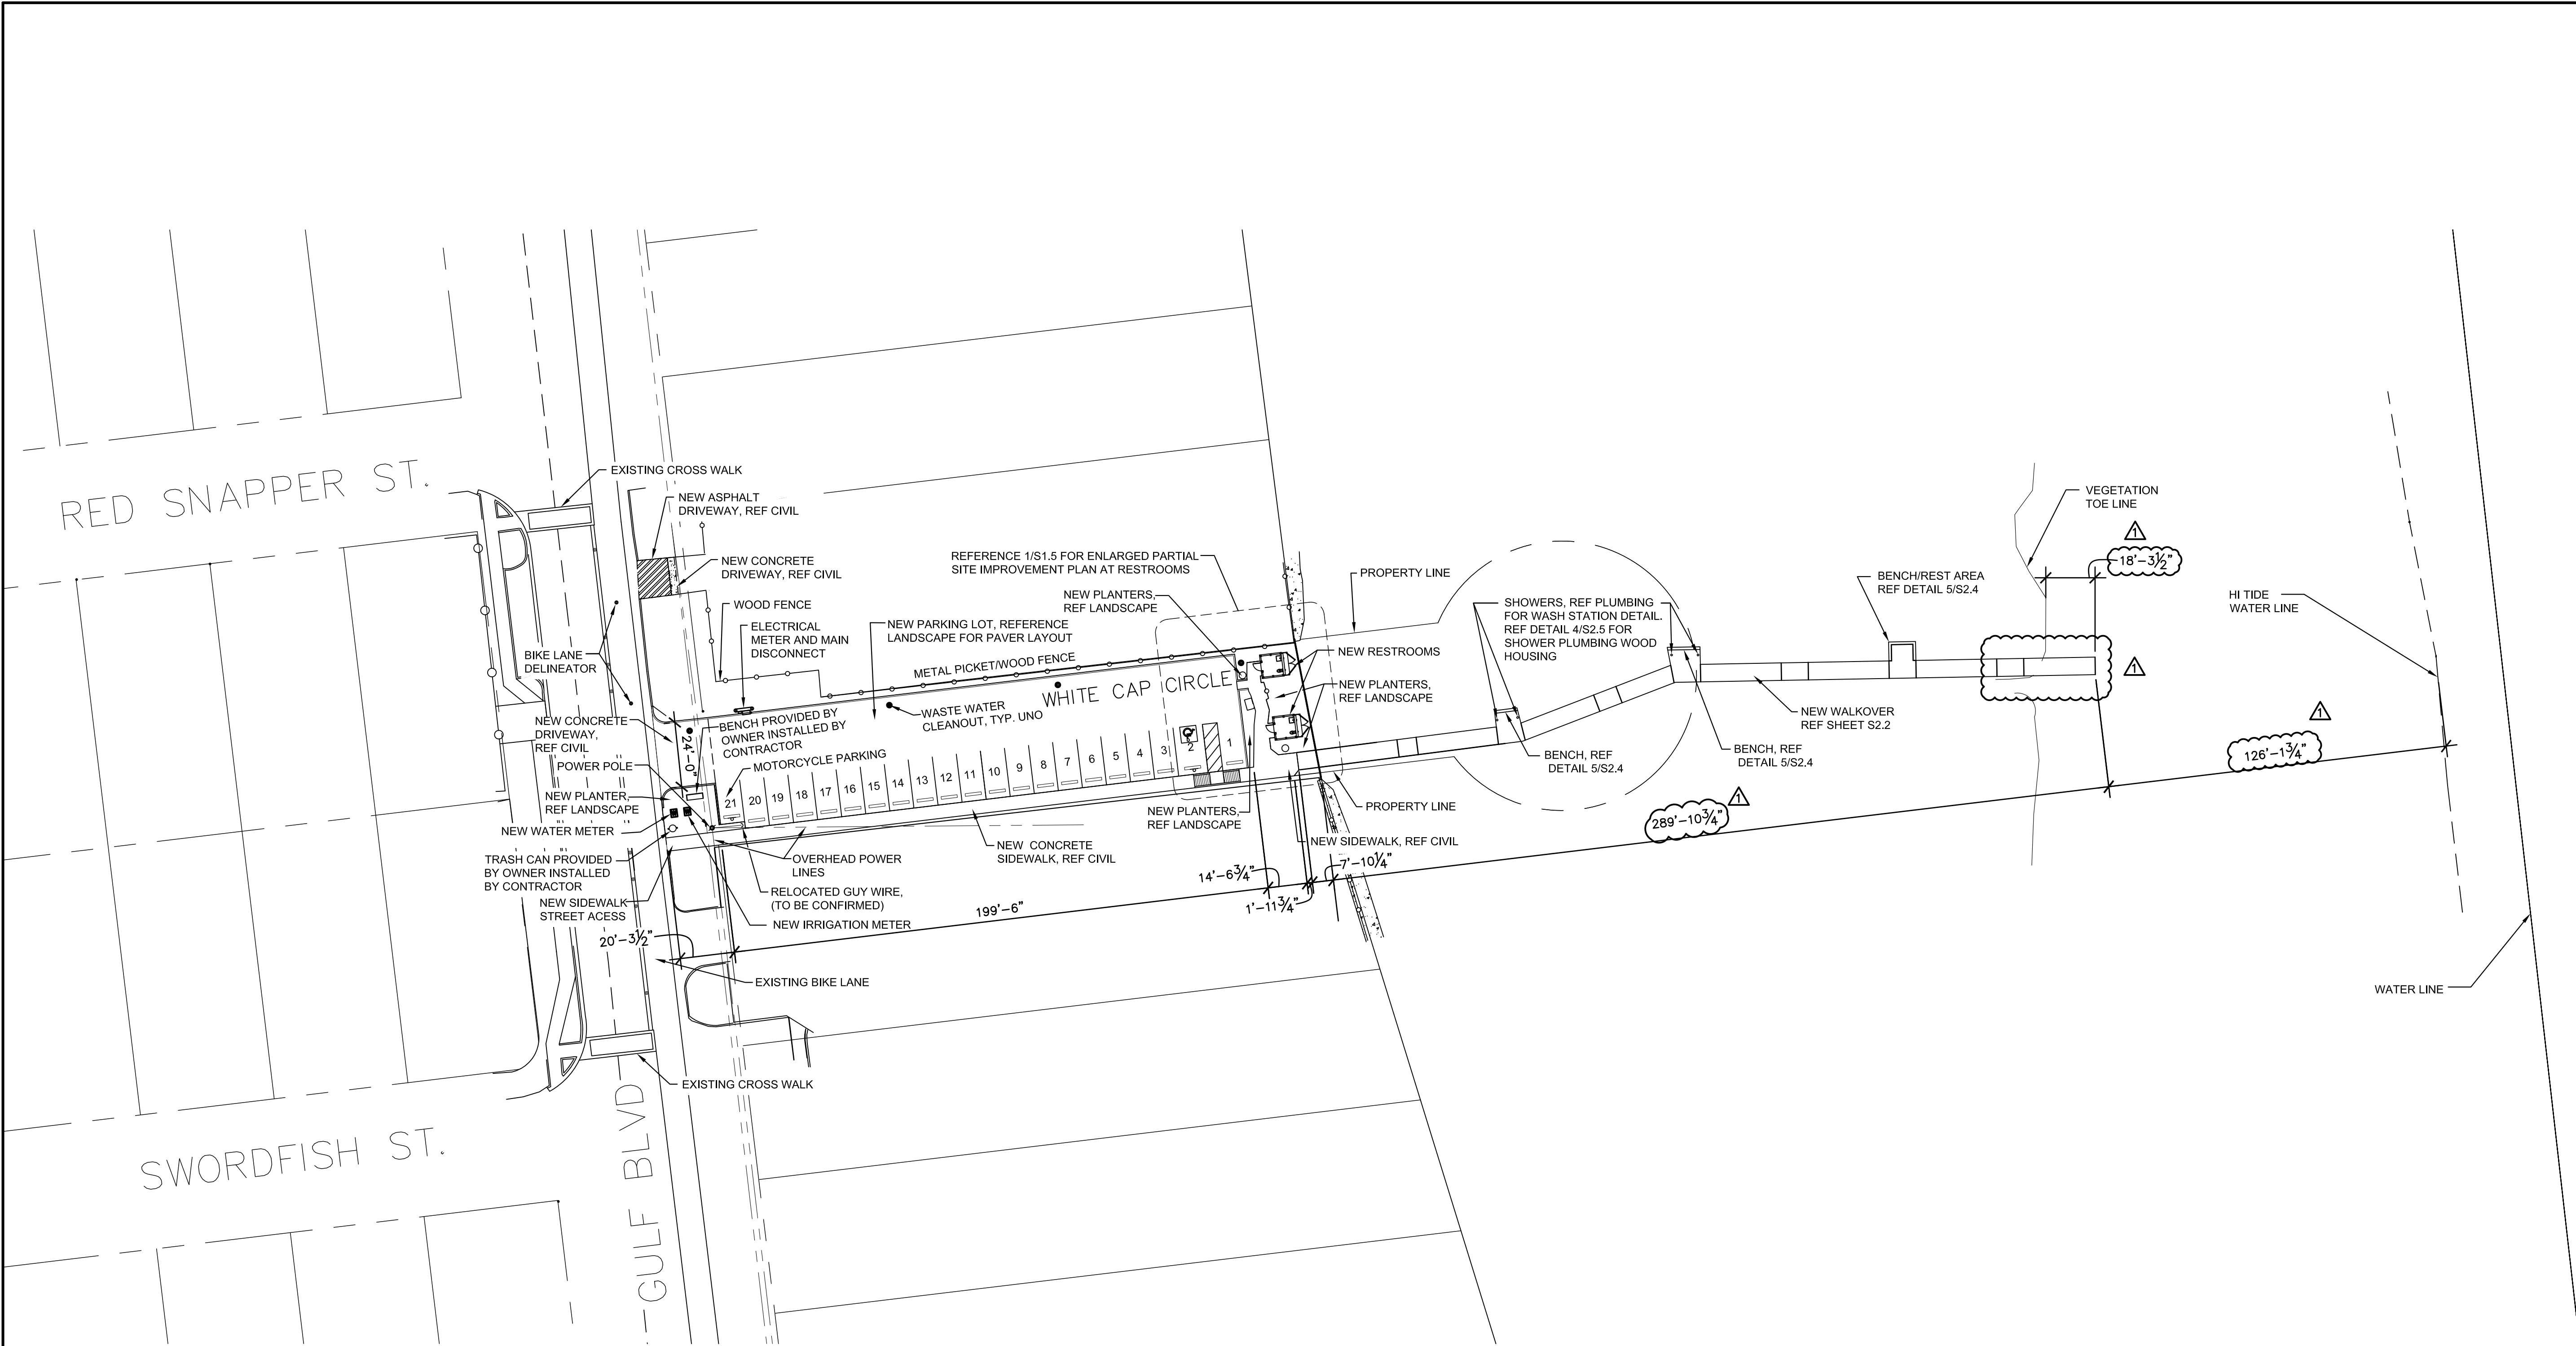 RED SNAPPER ST.
EXISTING CROSS WALK
NEW ASPHALT
DRIVEWAY, REF CIVIL
NEW CONCRETE
DRIVEWAY, REF CIVIL
WOOD FENCE
ELECTRICAL
METER AND MAIN
DISCONNECT
BIKE LANE
DELINEATOR
NEW PARKING LOT, REFERENCE
LANDSCAPE FOR PAVER LAYOUT
REFERENCE 1/S1.5 FOR ENLARGED PARTIAL
SITE IMPROVEMENT PLAN AT RESTROOMS
NEW PLANTERS,
REF LANDSCAPE
PROPERTY LINE
METAL PICKET/WOOD FENCE
WHITE CAP CIRCLE
NEW RESTROOMS
NEW PLANTERS,
REF LANDSCAPE
SHOWERS, REF PLUMBING
FOR WASH STATION DETAIL.
REF DETAIL 4/S2.5 FOR
SHOWER PLUMBING WOOD
HOUSING
BENCH/REST AREA
REF DETAIL 5/S2.4
VEGETATION
TOE LINE
1
18'-3½"
HI TIDE
WATER LINE
1
NEW WALKOVER
REF SHEET S2.2
1
126'-1¾"
BENCH, REF
DETAIL 5/S2.4
BENCH, REF
DETAIL 5/S2.4
NEW CONCRETE
DRIVEWAY,
REF CIVIL
24'-0"
BENCH PROVIDED BY
OWNER INSTALLED BY
CONTRACTOR
WASTE WATER
CLEANOUT, TYP. UNO
MOTORCYCLE PARKING
POWER POLE
NEW PLANTER,
REF LANDSCAPE
21 20 19 18 17 16 15 14 13 12 11 10 9 8 7 6 5 4 3 2 1
NEW WATER METER
TRASH CAN PROVIDED
BY OWNER INSTALLED
BY CONTRACTOR
NEW SIDEWALK
STREET ACESS
OVERHEAD POWER
LINES
RELOCATED GUY WIRE,
(TO BE CONFIRMED)
NEW IRRIGATION METER
NEW CONCRETE
SIDEWALK, REF CIVIL
NEW PLANTERS,
REF LANDSCAPE
PROPERTY LINE
NEW SIDEWALK, REF CIVIL
1
289'-10¾"
7'-10¼"
14'-6¾"
1'-11¾"
199'-6"
20'-3½"
EXISTING BIKE LANE
WATER LINE
EXISTING CROSS WALK
SWORDFISH ST.
GULF BLVD